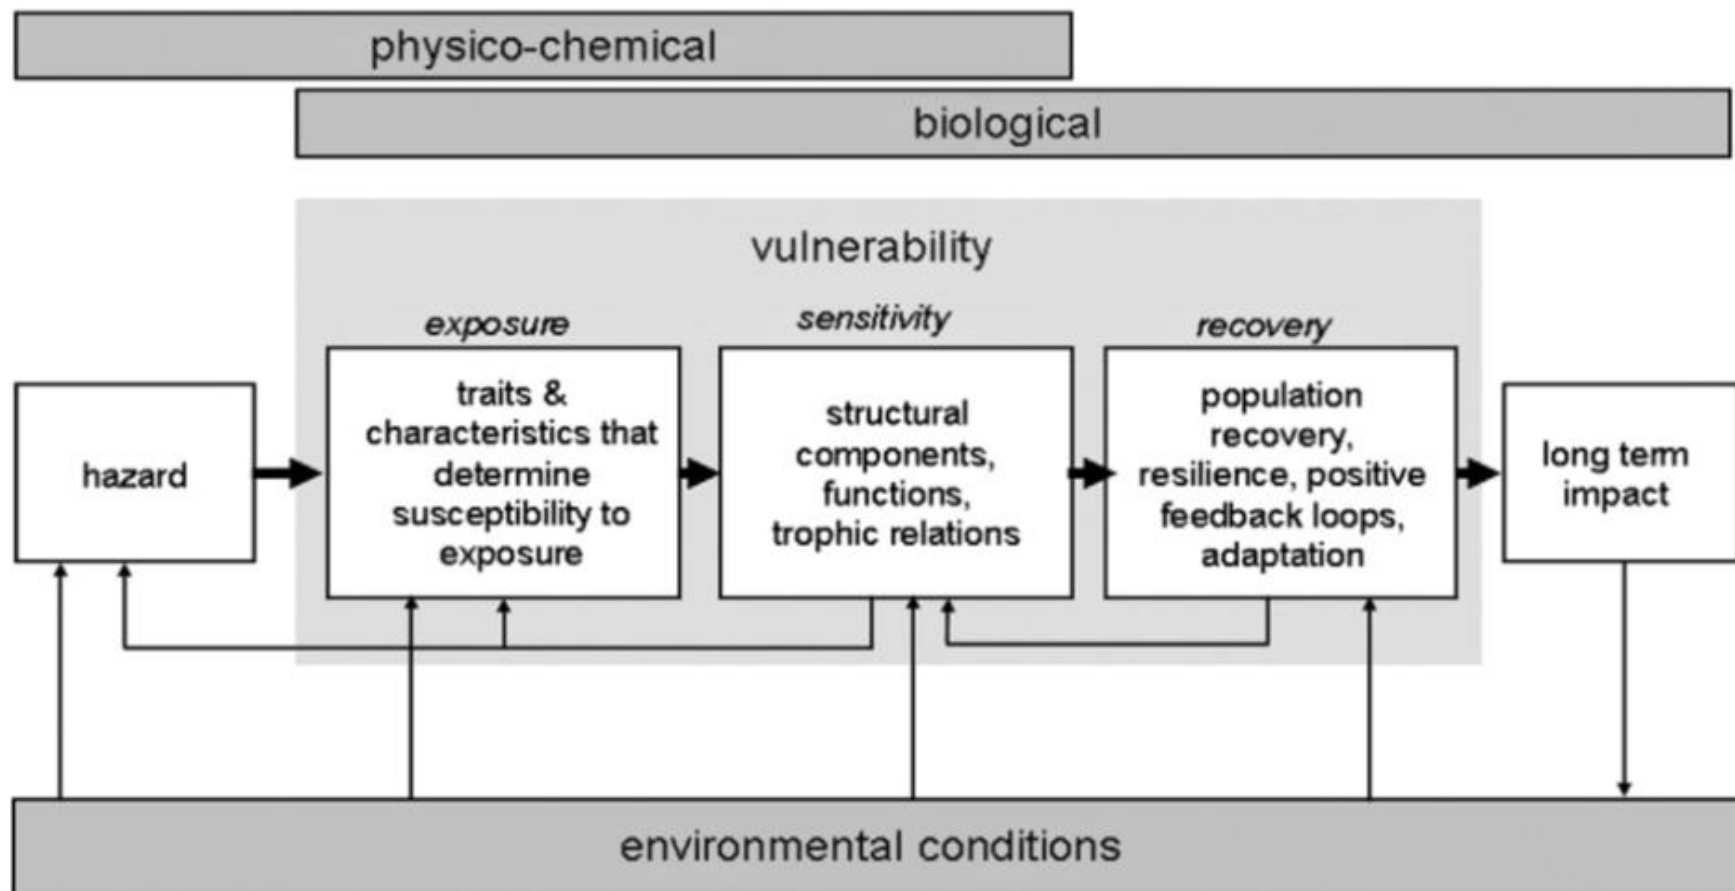 physico-chemical
biological
vulnerability
exposure
traits &
characteristics that
determine
susceptibility to
exposure
sensitivity
structural
components,
functions,
trophic relations
recovery
population
recovery,
resilience, positive
feedback loops,
adaptation
hazard
long term
impact
environmental conditions